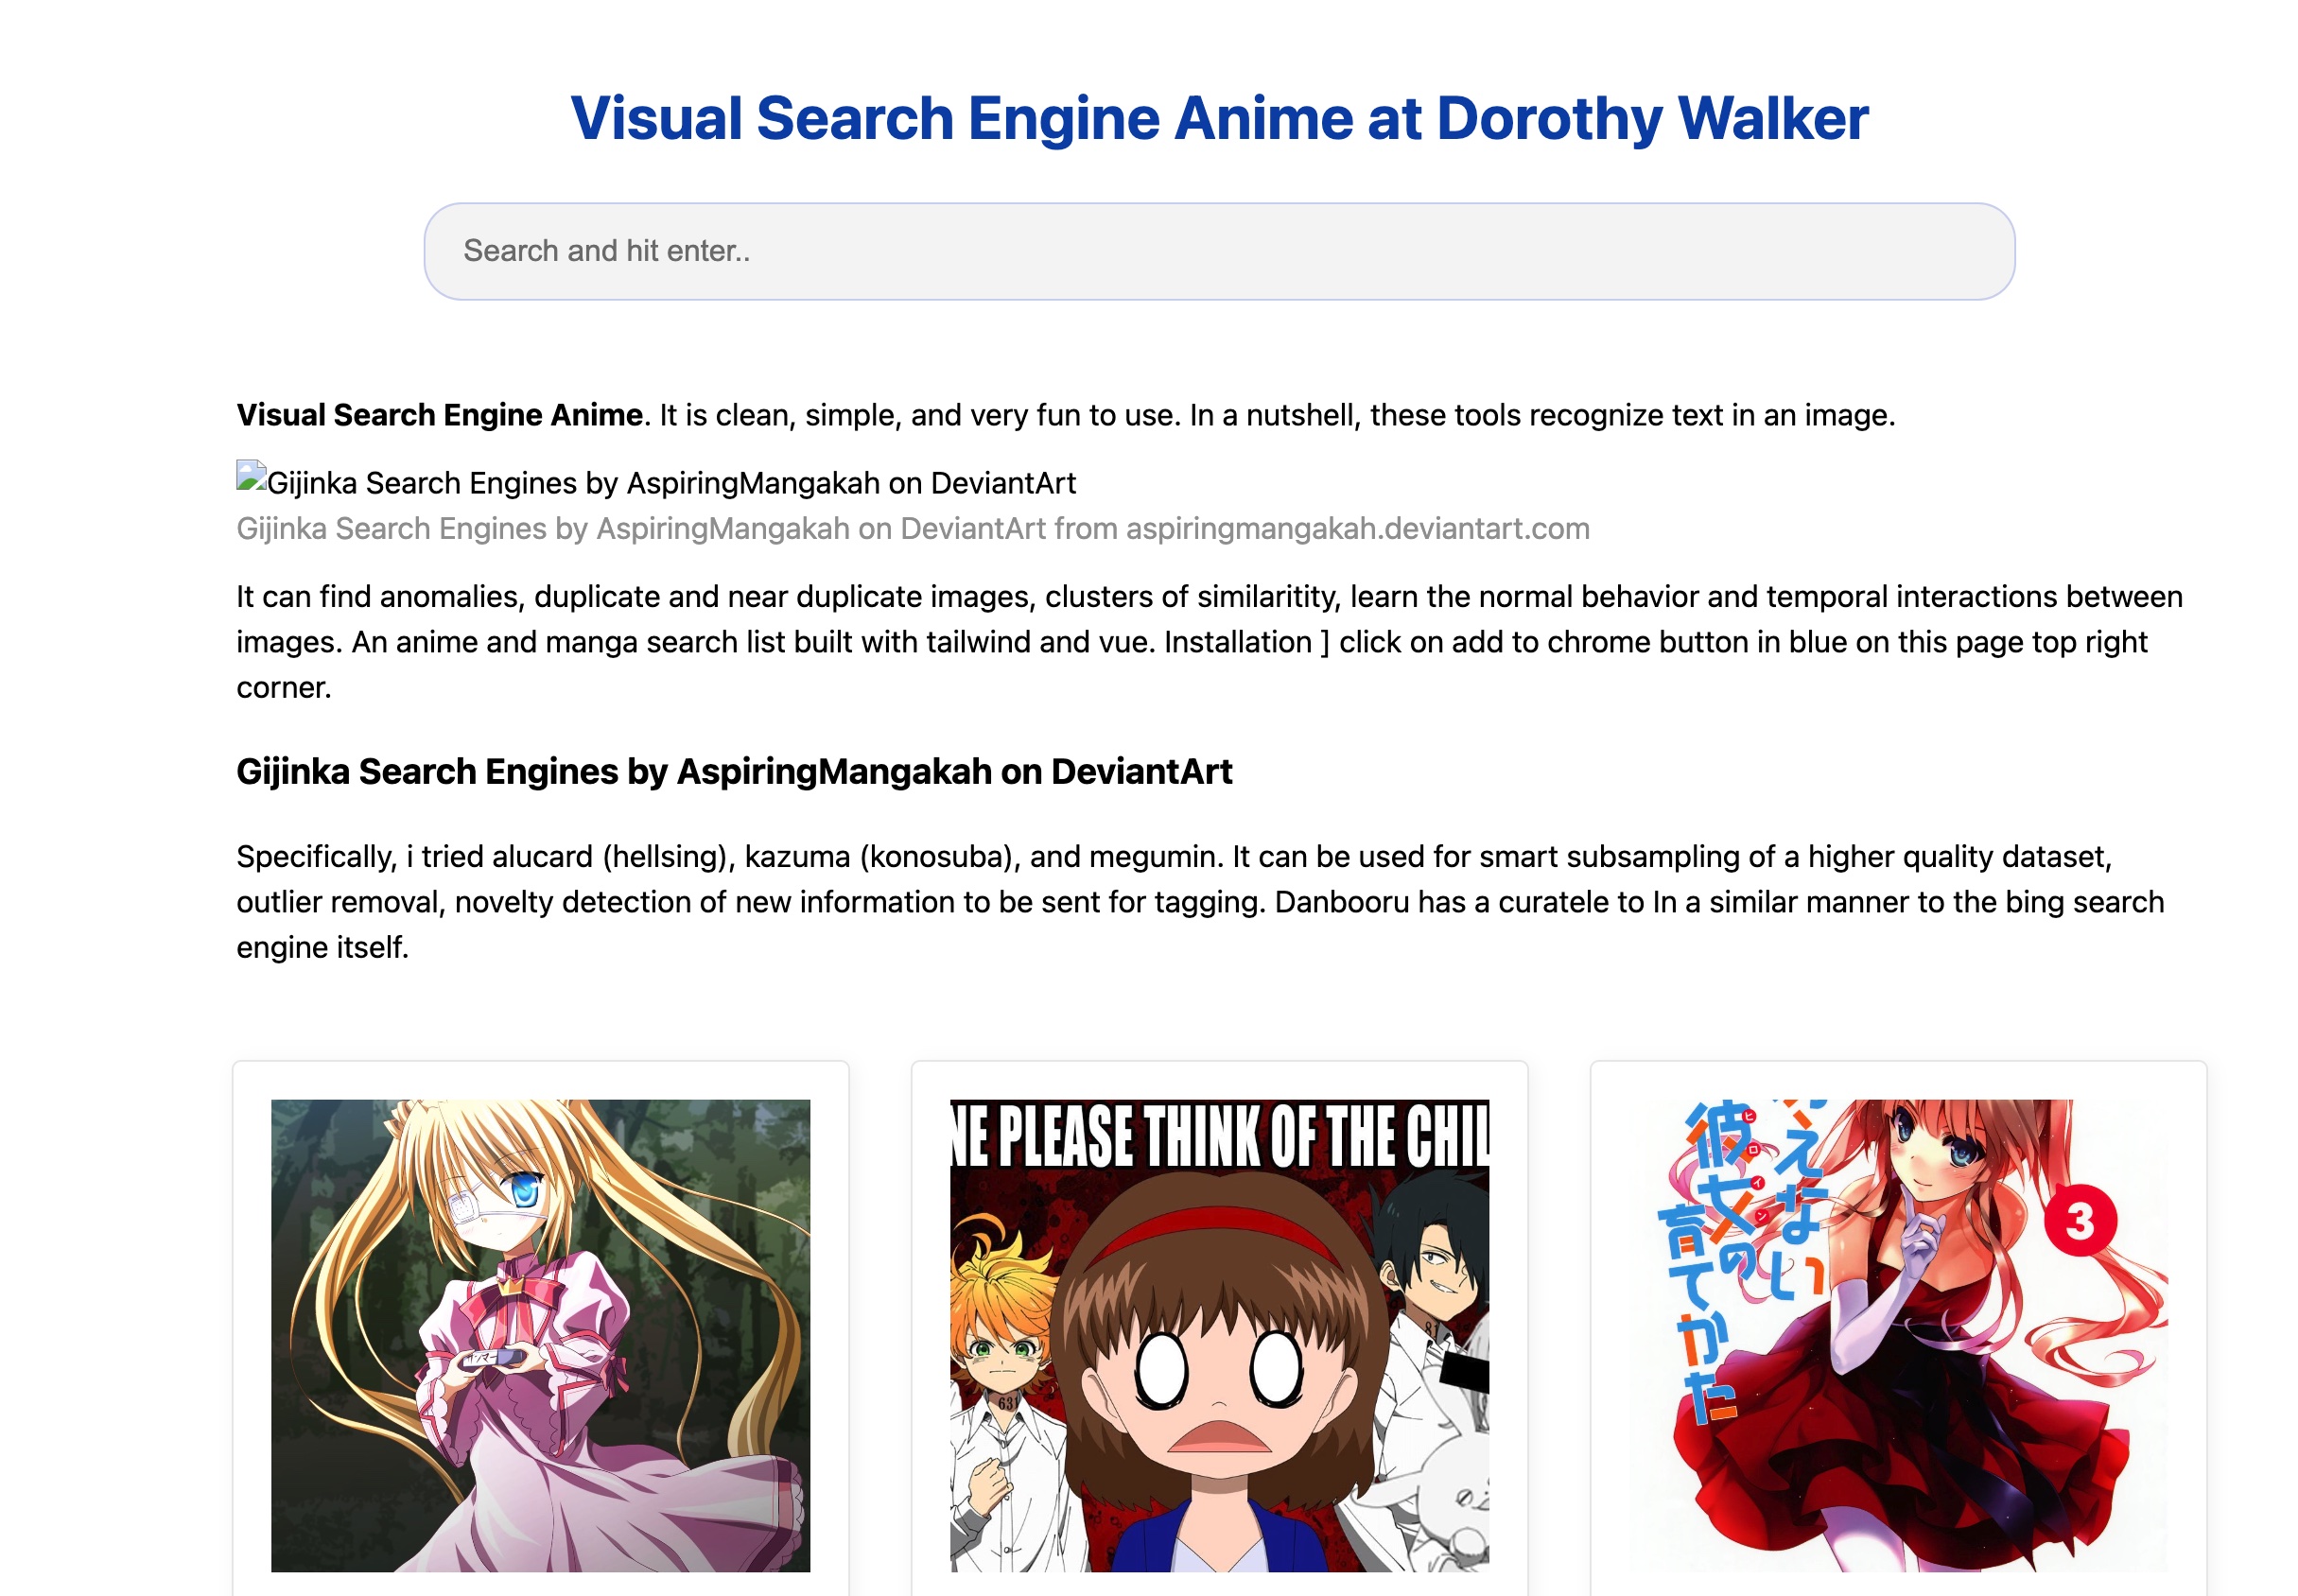 Visual Search Engine Anime at Dorothy Walker
Search and hit enter..
Visual Search Engine Anime. It is clean, simple, and very fun to use. In a nutshell, these tools recognize text in an image.
Gijinka Search Engines by AspiringMangakah on DeviantArt
Gijinka Search Engines by AspiringMangakah on DeviantArt from aspiringmangakah.deviantart.com
It can find anomalies, duplicate and near duplicate images, clusters of similaritity, learn the normal behavior and temporal interactions between
images. An anime and manga search list built with tailwind and vue. Installation ] click on add to chrome button in blue on this page top right
corner.
Gijinka Search Engines by AspiringMangakah on DeviantArt
Specifically, i tried alucard (hellsing), kazuma (konosuba), and megumin. It can be used for smart subsampling of a higher quality dataset,
outlier removal, novelty detection of new information to be sent for tagging. Danbooru has a curatele to In a similar manner to the bing search
engine itself.
NE PLEASE THINK OF THE CHIL
631
えない
彼女の
ヒロイン
育てかた
3